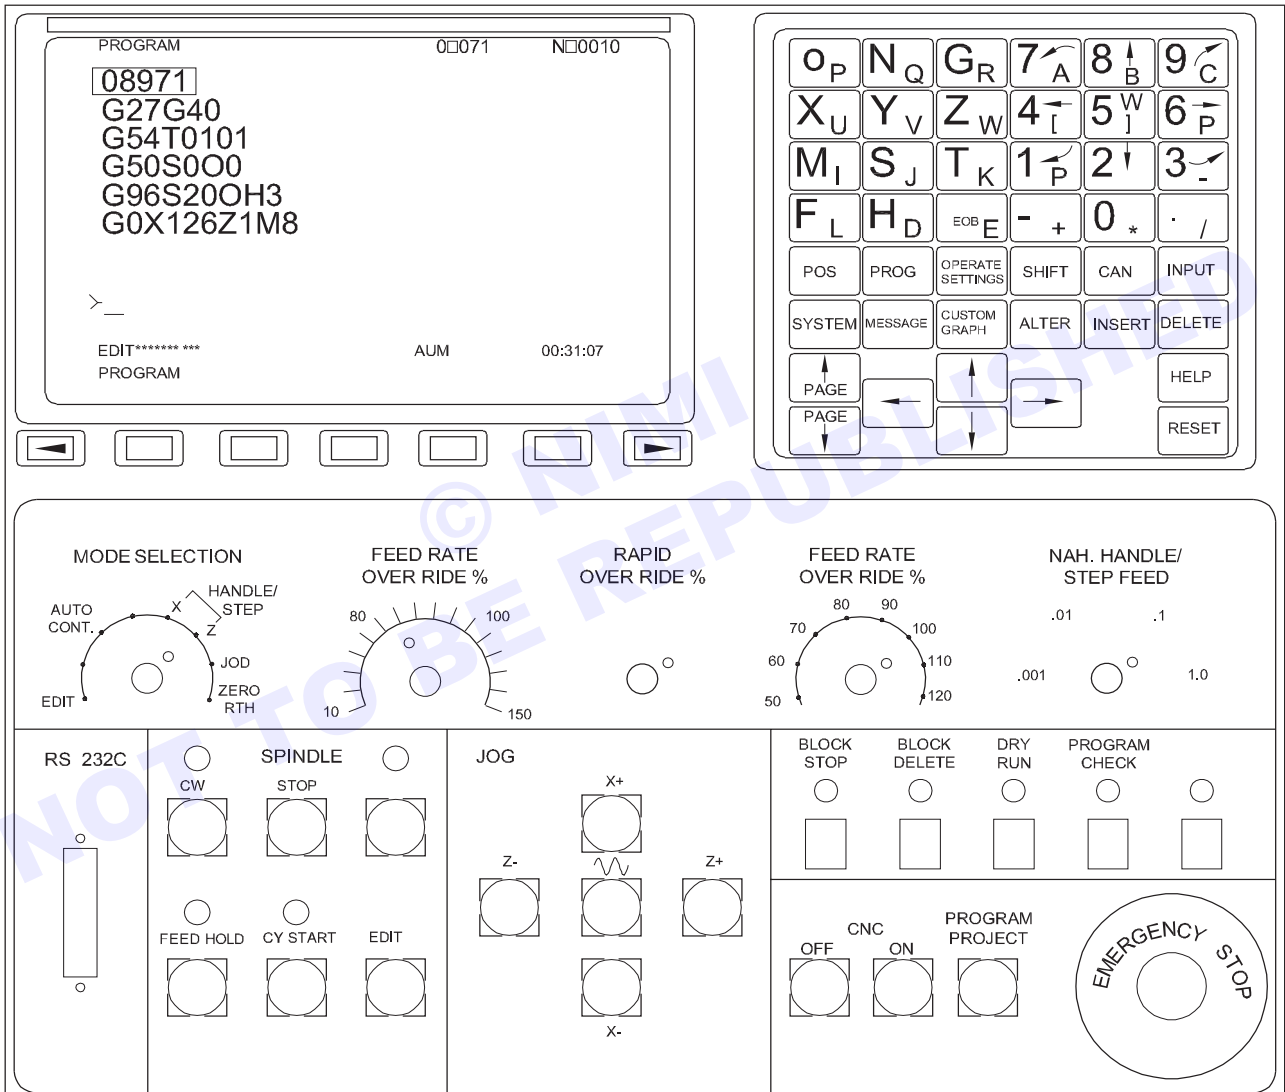 PROGRAM 0□071 N□0010
08971
G27G40
G54T0101
G50S0O0
G96S20OH3
G0X126Z1M8
>_
EDIT******* *** AUM 00:31:07
PROGRAM
OP NQ GR 7A 8B 9C
XU YV ZW 4[ 5W] 6P
MI SJ TK 1P 2 3-
FL HD EOBE -+ 0* ./
POS PROG OPERATE SETTINGS SHIFT CAN INPUT
SYSTEM MESSAGE CUSTOM GRAPH ALTER INSERT DELETE
PAGE HELP
PAGE RESET
MODE SELECTION
AUTO CONT.
X
Z
HANDLE/
STEP
EDIT
JOD
ZERO
RTH
FEED RATE
OVER RIDE %
80 100
10 150
RAPID
OVER RIDE %
FEED RATE
OVER RIDE %
80 90
70 100
60 110
50 120
NAH. HANDLE/
STEP FEED
.01 .1
.001 1.0
RS 232C
SPINDLE
CW STOP
FEED HOLD CY START EDIT
JOG
X+
Z- Z+
X-
BLOCK
STOP
BLOCK
DELETE
DRY
RUN
PROGRAM
CHECK
CNC
OFF ON
PROGRAM
PROJECT
EMERGENCY STOP
© NIMI
NOT TO BE REPUBLISHED